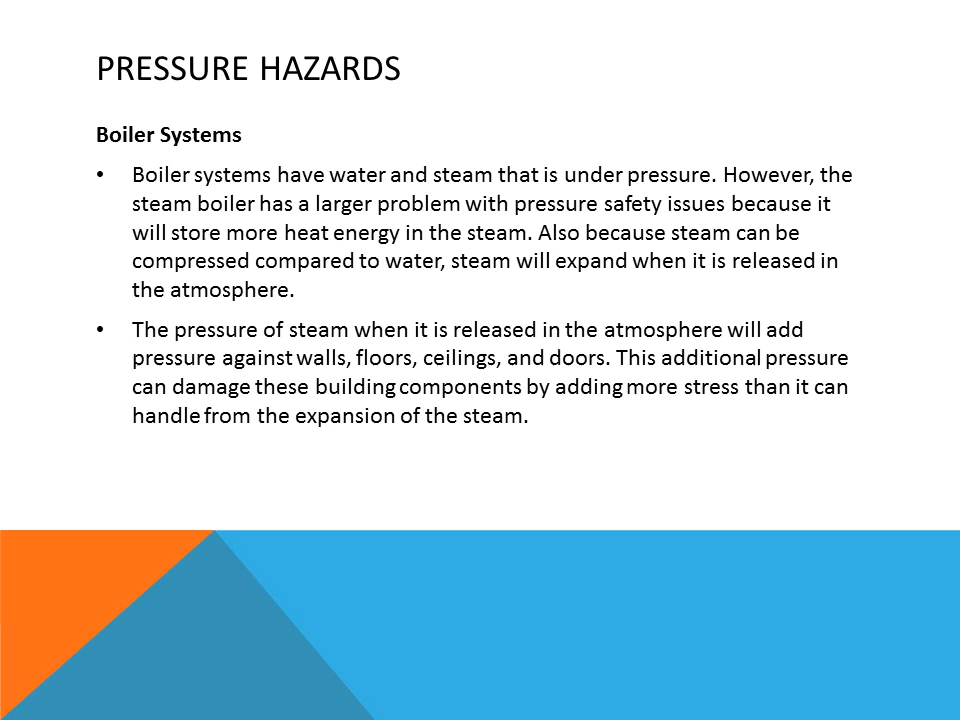 PRESSURE HAZARDS
Boiler Systems
• Boiler systems have water and steam that is under pressure. However, the
steam boiler has a larger problem with pressure safety issues because it
will store more heat energy in the steam. Also because steam can be
compressed compared to water, steam will expand when it is released in
the atmosphere.
• The pressure of steam when it is released in the atmosphere will add
pressure against walls, floors, ceilings, and doors. This additional pressure
can damage these building components by adding more stress than it can
handle from the expansion of the steam.